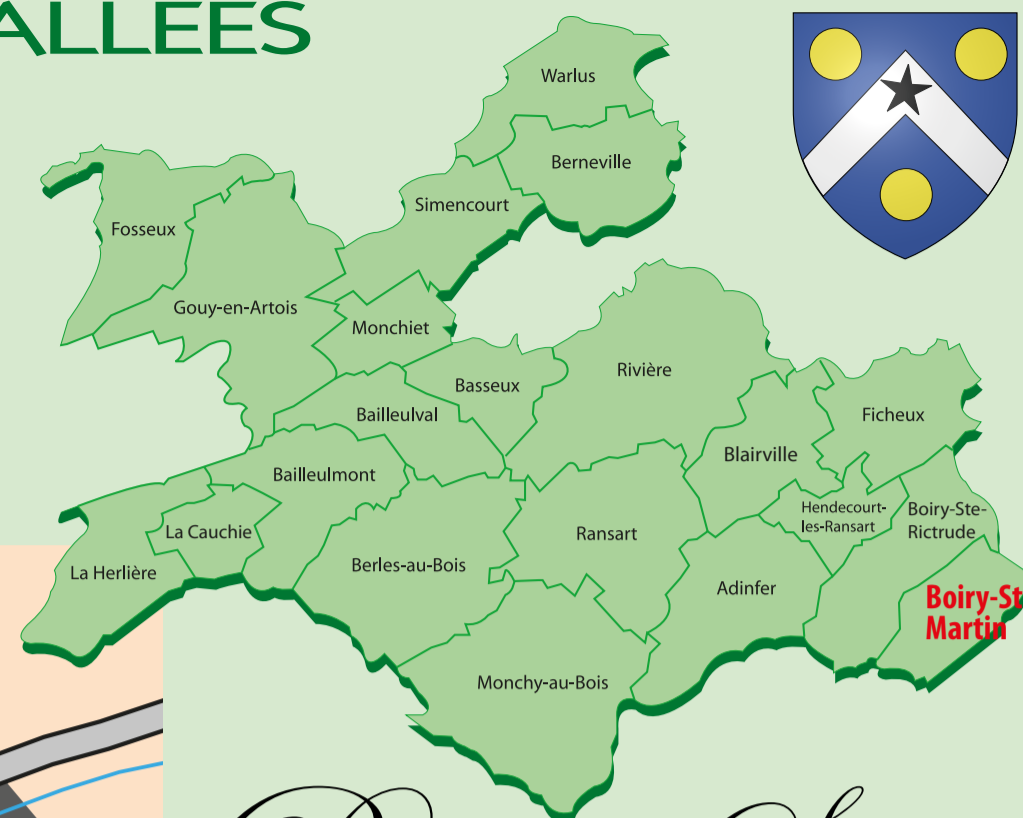 ALLEES
Warlus
Berneville
Simencourt
Fosseux
Gouy-en-Artois
Monchiet
Rivière
Basseux
Bailleulval
Ficheux
Blairville
Bailleulmont
Hendecourt-
les-Ransart
Boiry-Ste-
Rictrude
La Cauchie
Ransart
Berles-au-Bois
La Herlière
Adinfer
Boiry-St
Martin
Monchy-au-Bois